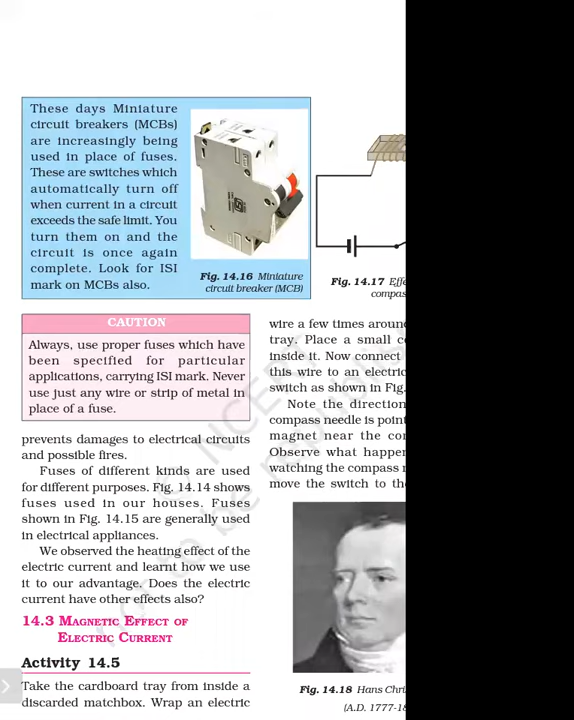 These days Miniature
circuit breakers (MCBs)
are increasingly being
used in place of fuses.
These are switches which
automatically turn off
when current in a circuit
exceeds the safe limit. You
turn them on and the
circuit is once again
complete. Look for ISI
mark on MCBs also.
Fig. 14.16 Miniature
circuit breaker (MCB)
Fig. 14.17
compas
CAUTION
Always, use proper fuses which have
been specified for particular
applications, carrying ISI mark. Never
use just any wire or strip of metal in
place of a fuse.
prevents damages to electrical circuits
and possible fires.
Fuses of different kinds are used
for different purposes. Fig. 14.14 shows
fuses used in our houses. Fuses
shown in Fig. 14.15 are generally used
in electrical appliances.
We observed the heating effect of the
electric current and learnt how we use
it to our advantage. Does the electric
current have other effects also?
14.3 MAGNETIC EFFECT OF
ELECTRIC CURRENT
Activity 14.5
Take the cardboard tray from inside a
discarded matchbox. Wrap an electric
wire a few times around
tray. Place a small c
inside it. Now connect
this wire to an electric
switch as shown in Fig.
Note the direction
compass needle is point
magnet near the co
Observe what happen
watching the compass
move the switch to th
Fig. 14.18 Hans Chri
(A.D. 1777-18
NCERT
not to be republished